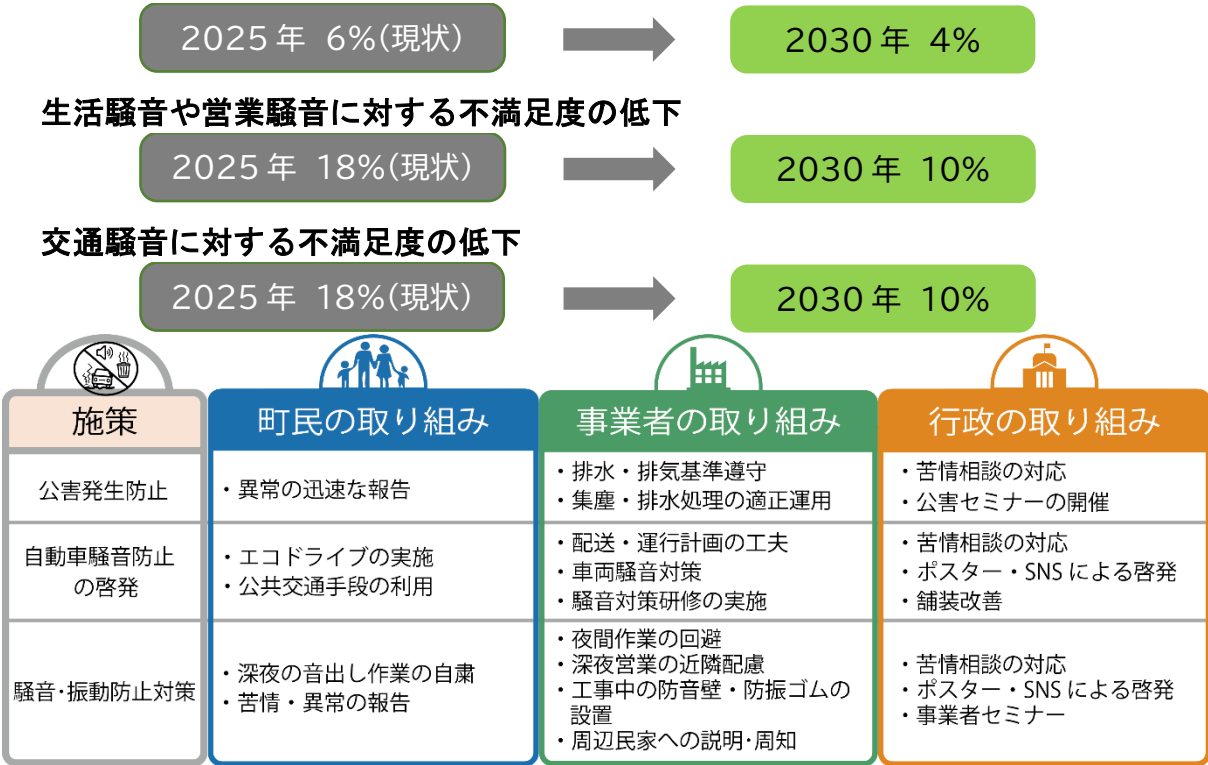 2025年 6%(現状) 2030年 4%
生活騒音や営業騒音に対する不満足度の低下
2025年 18%(現状) 2030年 10%
交通騒音に対する不満足度の低下
2025年 18%(現状) 2030年 10%
施策 町民の取り組み 事業者の取り組み 行政の取り組み
公害発生防止
・異常の迅速な報告
・排水・排気基準遵守
・集塵・排水処理の適正運用
・苦情相談の対応
・公害セミナーの開催
自動車騒音防止
の啓発
・エコドライブの実施
・公共交通手段の利用
・配送・運行計画の工夫
・車両騒音対策
・騒音対策研修の実施
・苦情相談の対応
・ポスター・SNSによる啓発
・舗装改善
騒音･振動防止対策
・深夜の音出し作業の自粛
・苦情・異常の報告
・夜間作業の回避
・深夜営業の近隣配慮
・工事中の防音壁・防振ゴムの
設置
・周辺民家への説明･周知
・苦情相談の対応
・ポスター・SNSによる啓発
・事業者セミナー